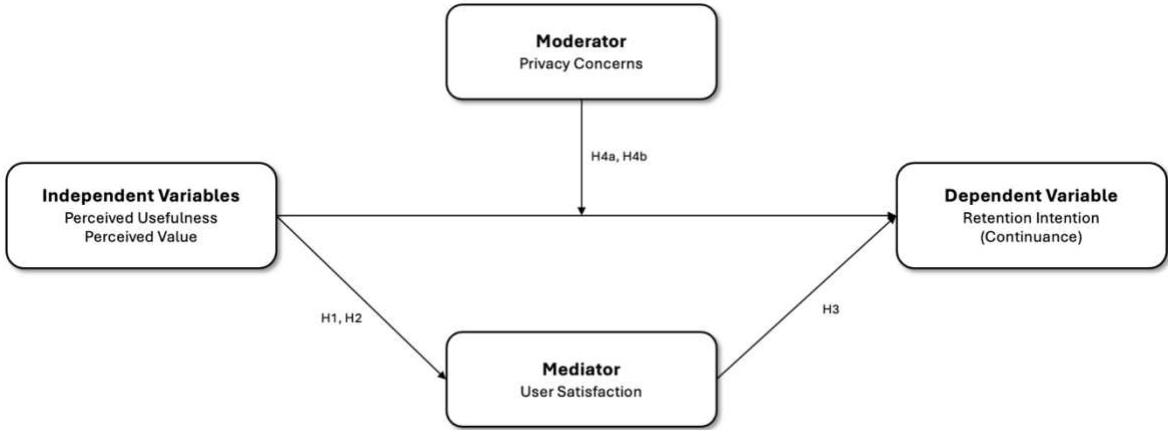 Moderator
Privacy Concerns
H4a, H4b
Independent Variables
Perceived Usefulness
Perceived Value
Dependent Variable
Retention Intention
(Continuance)
H1, H2
H3
Mediator
User Satisfaction